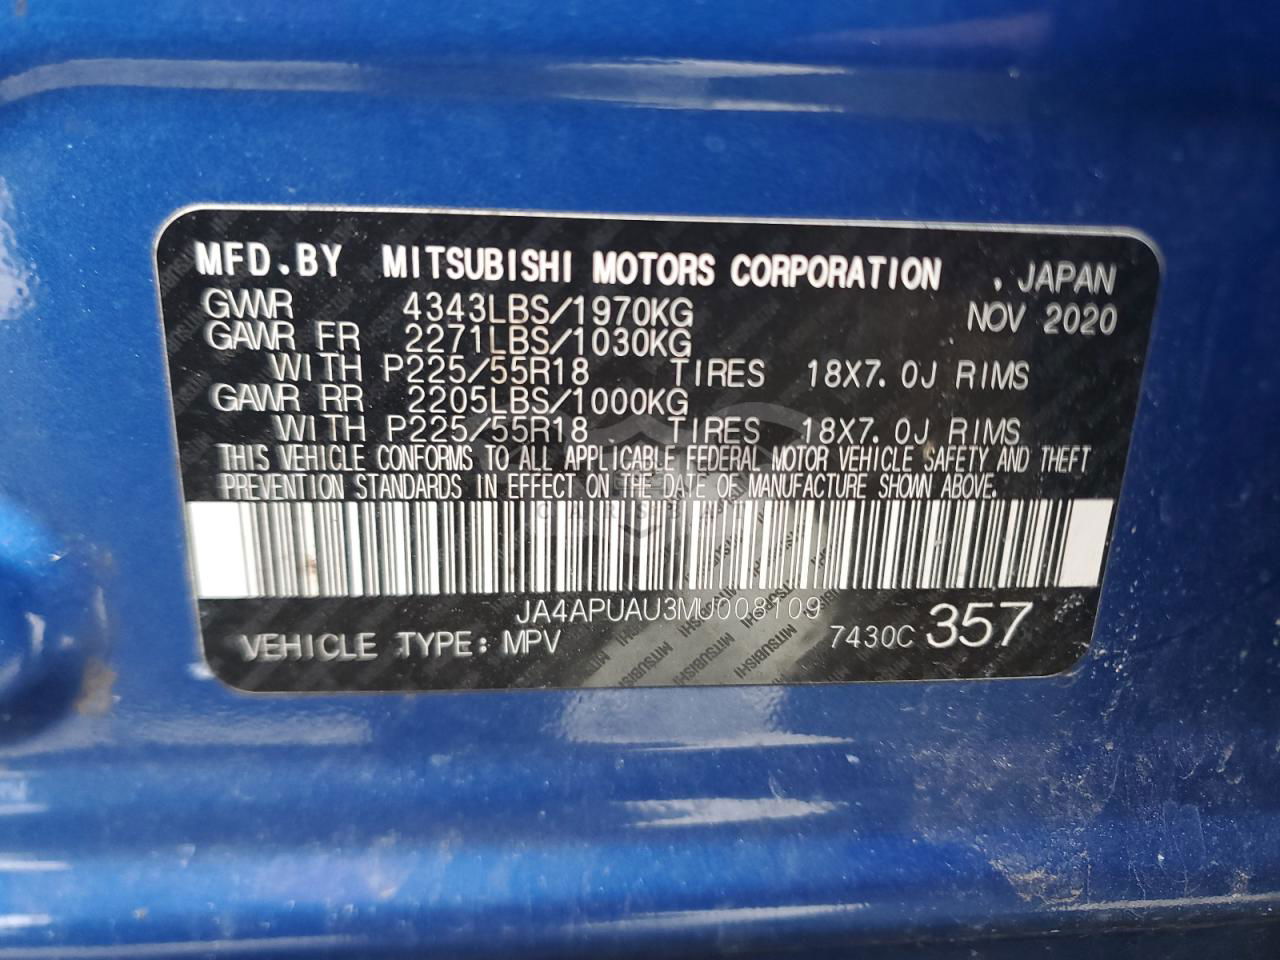 MFD.BY MITSUBISHI MOTORS CORPORATION , JAPAN
GVWR 4343LBS/1970KG NOV 2020
GAWR FR 2271LBS/1030KG
WITH P225/55R18 TIRES 18X7.0J RIMS
GAWR RR 2205LBS/1000KG
WITH P225/55R18 TIRES 18X7.0J RIMS
THIS VEHICLE CONFORMS TO ALL APPLICABLE FEDERAL MOTOR VEHICLE SAFETY AND THEFT
PREVENTION STANDARDS IN EFFECT ON THE DATE OF MANUFACTURE SHOWN ABOVE.
JA4APUAU3MU008109
VEHICLE TYPE: MPV 7430C 357
MITSUBISHI